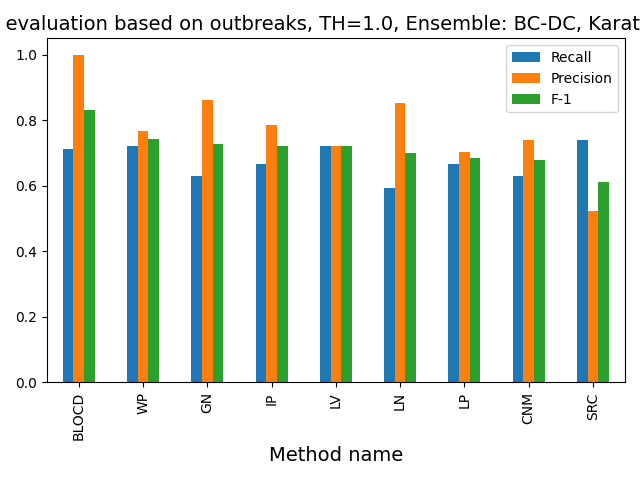 evaluation based on outbreaks, TH=1.0, Ensemble: BC-DC, Karat
Recall
Precision
F-1
1.0
0.8
0.6
0.4
0.2
0.0
BLOCD
WP
GN
IP
LV
LN
LP
CNM
SRC
Method name